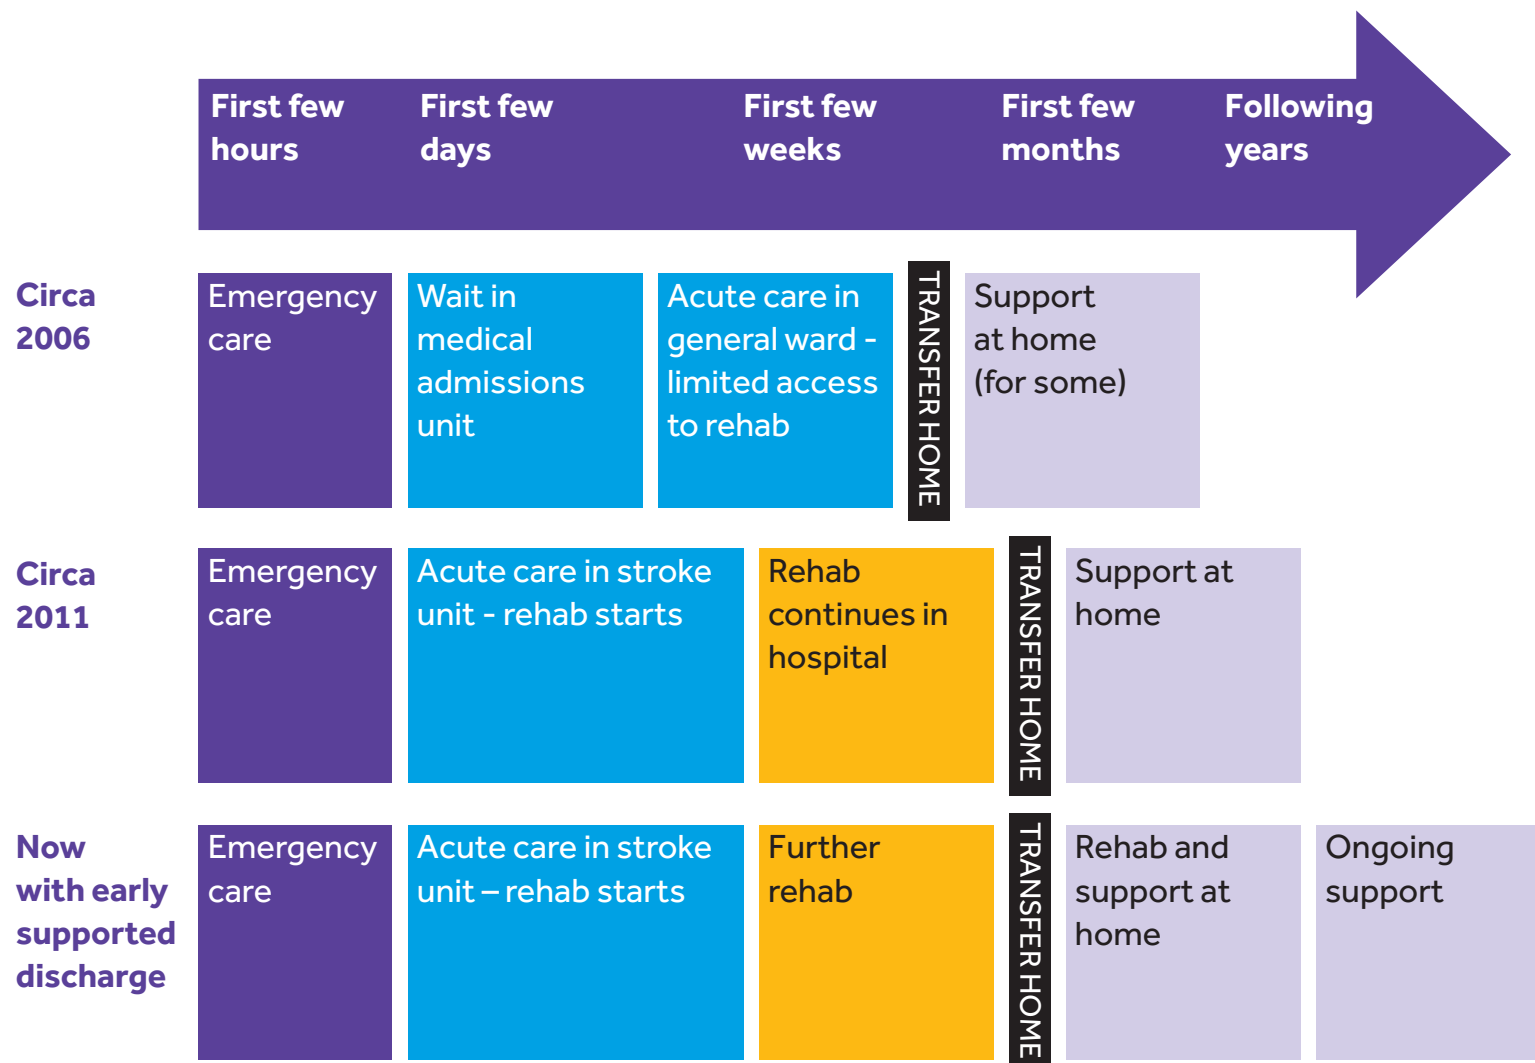 First few
hours
First few
days
First few
weeks
First few
months
Following
years
Circa
2006
Emergency
care
Wait in
medical
admissions
unit
Acute care in
general ward -
limited access
to rehab
TRANSFER HOME
Support
at home
(for some)
Circa
2011
Emergency
care
Acute care in stroke
unit - rehab starts
Rehab
continues in
hospital
TRANSFER HOME
Support at
home
Now
with early
supported
discharge
Emergency
care
Acute care in stroke
unit – rehab starts
Further
rehab
TRANSFER HOME
Rehab and
support at
home
Ongoing
support